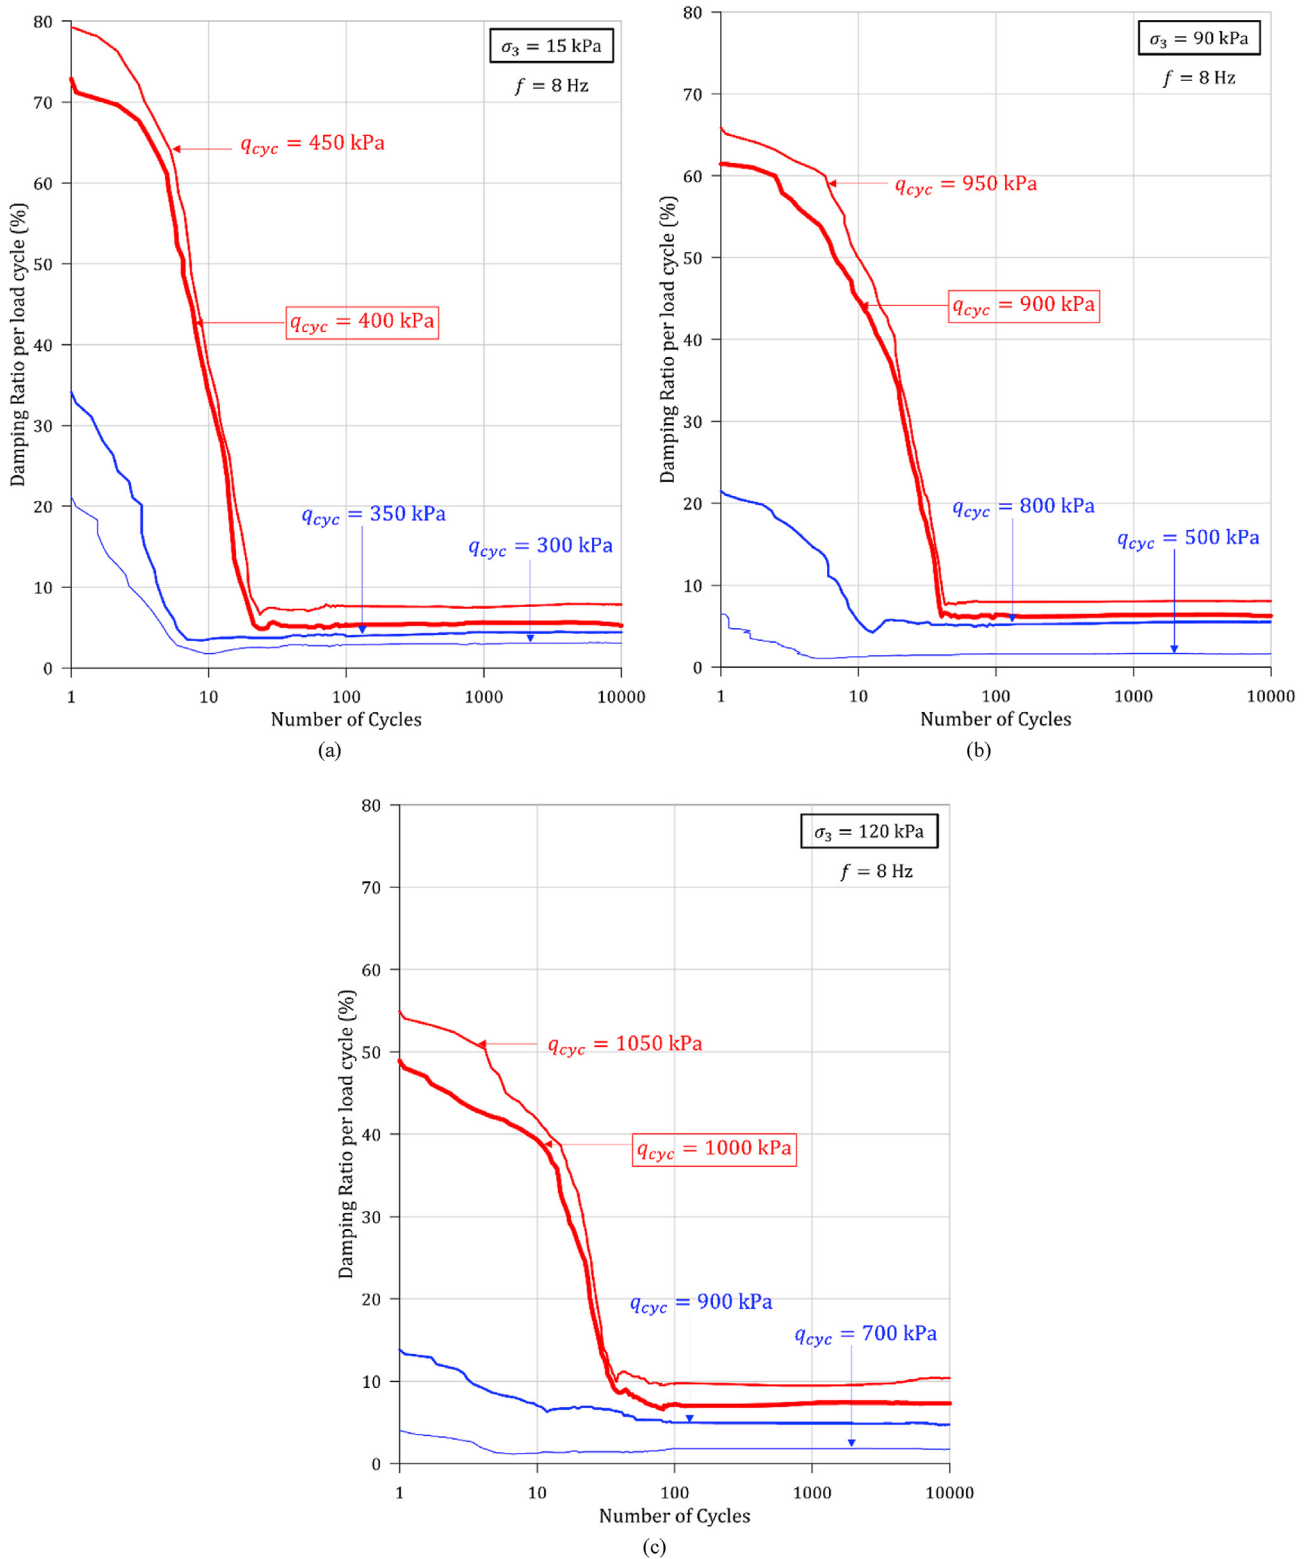 80
70
60
50
40
30
20
10
0
Damping Ratio per load cycle (%)
σ₃ = 15 kPa
f = 8 Hz
q_cyc = 450 kPa
q_cyc = 400 kPa
q_cyc = 350 kPa
q_cyc = 300 kPa
1 10 100 1000 10000
Number of Cycles
(a)
80
70
60
50
40
30
20
10
0
Damping Ratio per load cycle (%)
σ₃ = 90 kPa
f = 8 Hz
q_cyc = 950 kPa
q_cyc = 900 kPa
q_cyc = 800 kPa
q_cyc = 500 kPa
1 10 100 1000 10000
Number of Cycles
(b)
80
70
60
50
40
30
20
10
0
Damping Ratio per load cycle (%)
σ₃ = 120 kPa
f = 8 Hz
q_cyc = 1050 kPa
q_cyc = 1000 kPa
q_cyc = 900 kPa
q_cyc = 700 kPa
1 10 100 1000 10000
Number of Cycles
(c)